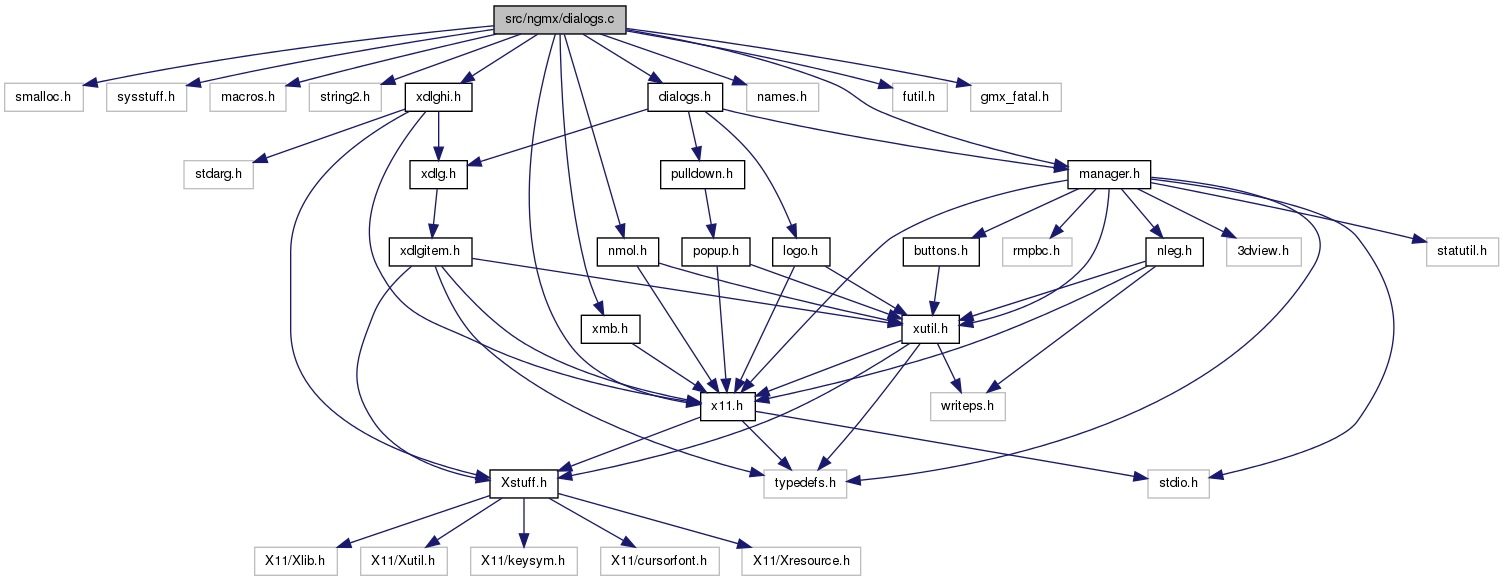 src/ngmx/dialogs.c
smalloc.h
sysstuff.h
macros.h
string2.h
xdlghi.h
dialogs.h
names.h
futil.h
gmx_fatal.h
stdarg.h
xdlg.h
pulldown.h
manager.h
xdlgitem.h
nmol.h
popup.h
logo.h
buttons.h
rmpbc.h
nleg.h
3dview.h
statutil.h
xmb.h
xutil.h
x11.h
writeps.h
Xstuff.h
typedefs.h
stdio.h
X11/Xlib.h
X11/Xutil.h
X11/keysym.h
X11/cursorfont.h
X11/Xresource.h